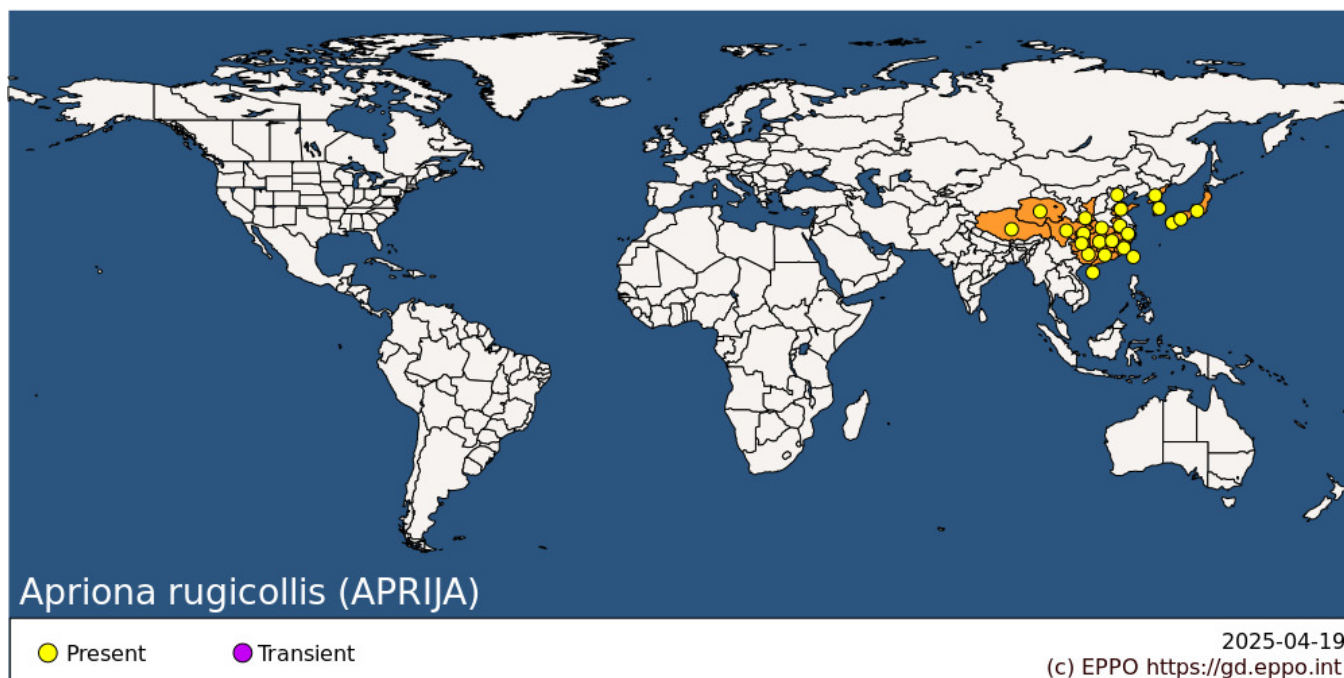 Apriona rugicollis (APRIJA)
Present
Transient
2025-04-19
(c) EPPO https://gd.eppo.int